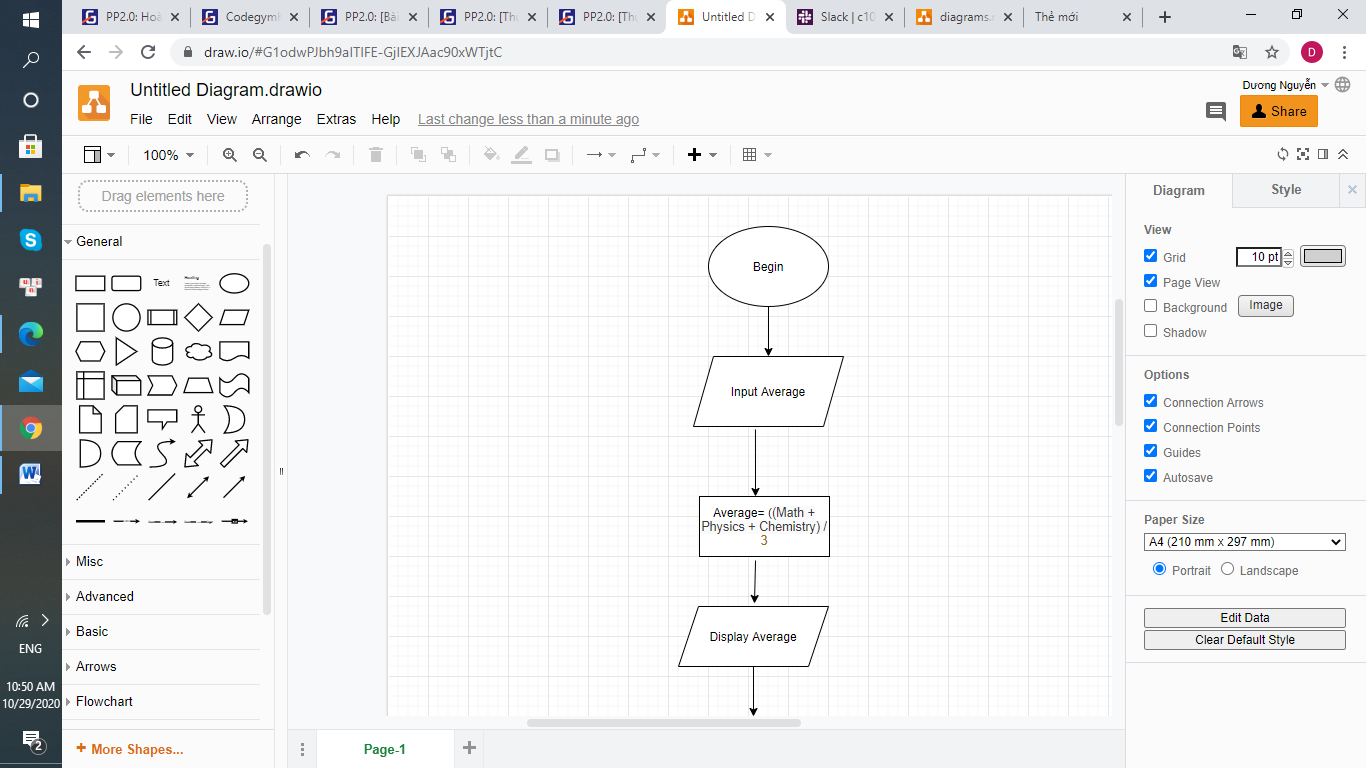 PP2.0: Hoà
Codegym
PP2.0: [Bài
PP2.0: [Thu
PP2.0: [Thu
Untitled D
Slack | c10
diagrams.n
Thẻ mới
draw.io/#G1odwPJbh9aITIFE-GjIEXJAac90xWTjtC
D
Untitled Diagram.drawio
Dương Nguyễn
File Edit View Arrange Extras Help Last change less than a minute ago
Share
100%
Drag elements here
General
Text
Heading
Misc
Advanced
Basic
Arrows
Flowchart
+ More Shapes...
Begin
Input Average
Average= ((Math +
Physics + Chemistry) /
3
Display Average
Page-1
Diagram
Style
View
Grid
10 pt
Page View
Background
Image
Shadow
Options
Connection Arrows
Connection Points
Guides
Autosave
Paper Size
A4 (210 mm x 297 mm)
Portrait
Landscape
Edit Data
Clear Default Style
ENG
10:50 AM
10/29/2020
2